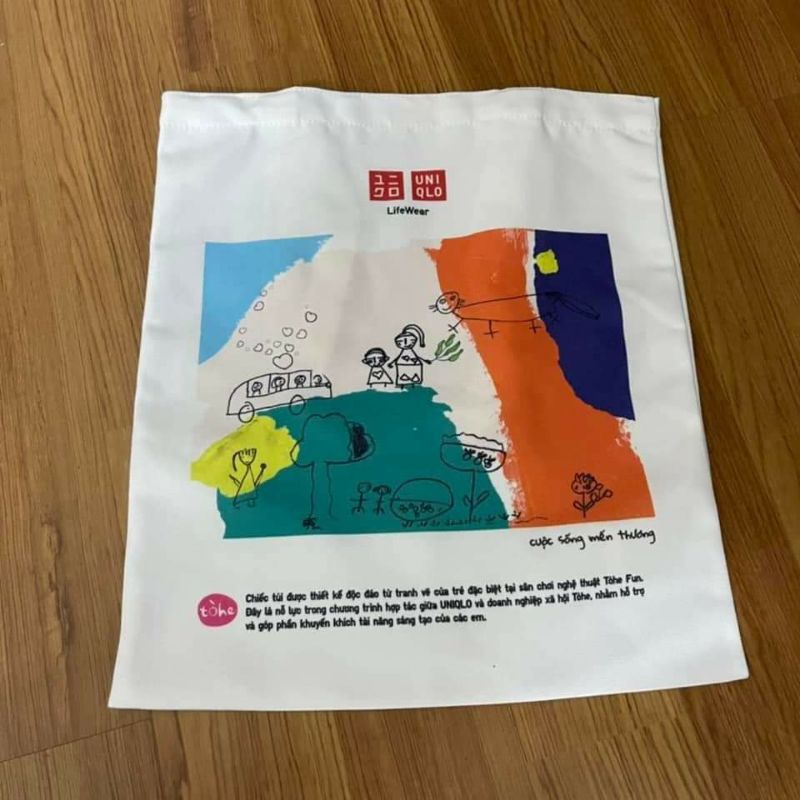 ユニ UNI
クロ QLO
LifeWear
cuộc sống mến thương
tòhe
Chiếc túi được thiết kế độc đáo từ tranh vẽ của trẻ đặc biệt tại sân chơi nghệ thuật Tòhe Fun.
Đây là nỗ lực trong chương trình hợp tác giữa UNIQLO và doanh nghiệp xã hội Tòhe, nhằm hỗ trợ
và góp phần khuyến khích tài năng sáng tạo của các em.